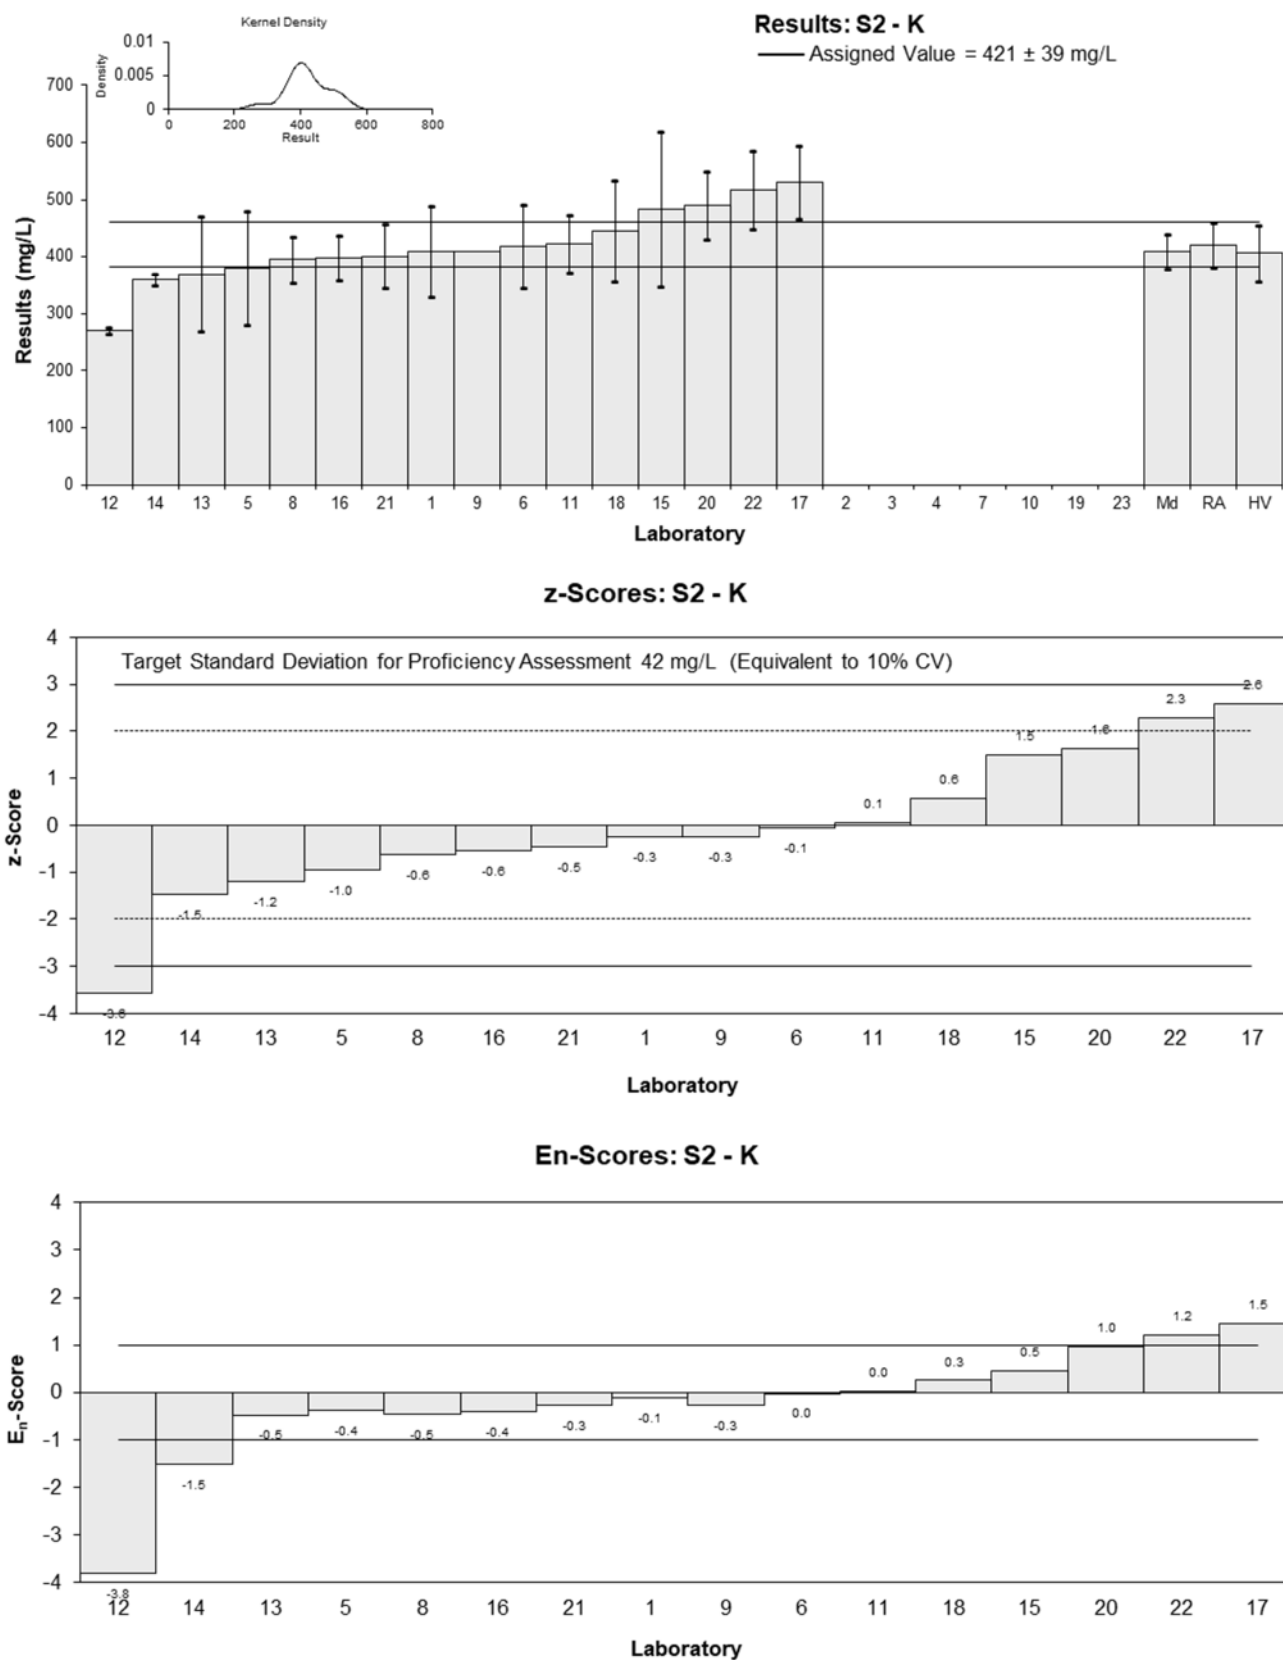 Kernel Density
Results: S2 - K
Assigned Value = 421 ± 39 mg/L
Density
0.01
0.005
0
0 200 400 600 800
Result
Results (mg/L)
700
600
500
400
300
200
100
0
12 14 13 5 8 16 21 1 9 6 11 18 15 20 22 17 2 3 4 7 10 19 23 Md RA HV
Laboratory
z-Scores: S2 - K
Target Standard Deviation for Proficiency Assessment 42 mg/L (Equivalent to 10% CV)
z-Score
4
3
2
1
0
-1
-2
-3
-4
-3.6 -1.5 -1.2 -1.0 -0.6 -0.6 -0.5 -0.3 -0.3 -0.1 0.1 0.6 1.5 1.6 2.3 2.6
12 14 13 5 8 16 21 1 9 6 11 18 15 20 22 17
Laboratory
En-Scores: S2 - K
En-Score
4
3
2
1
0
-1
-2
-3
-4
-3.8 -1.5 -0.5 -0.4 -0.5 -0.4 -0.3 -0.1 -0.3 0.0 0.0 0.3 0.5 1.0 1.2 1.5
12 14 13 5 8 16 21 1 9 6 11 18 15 20 22 17
Laboratory